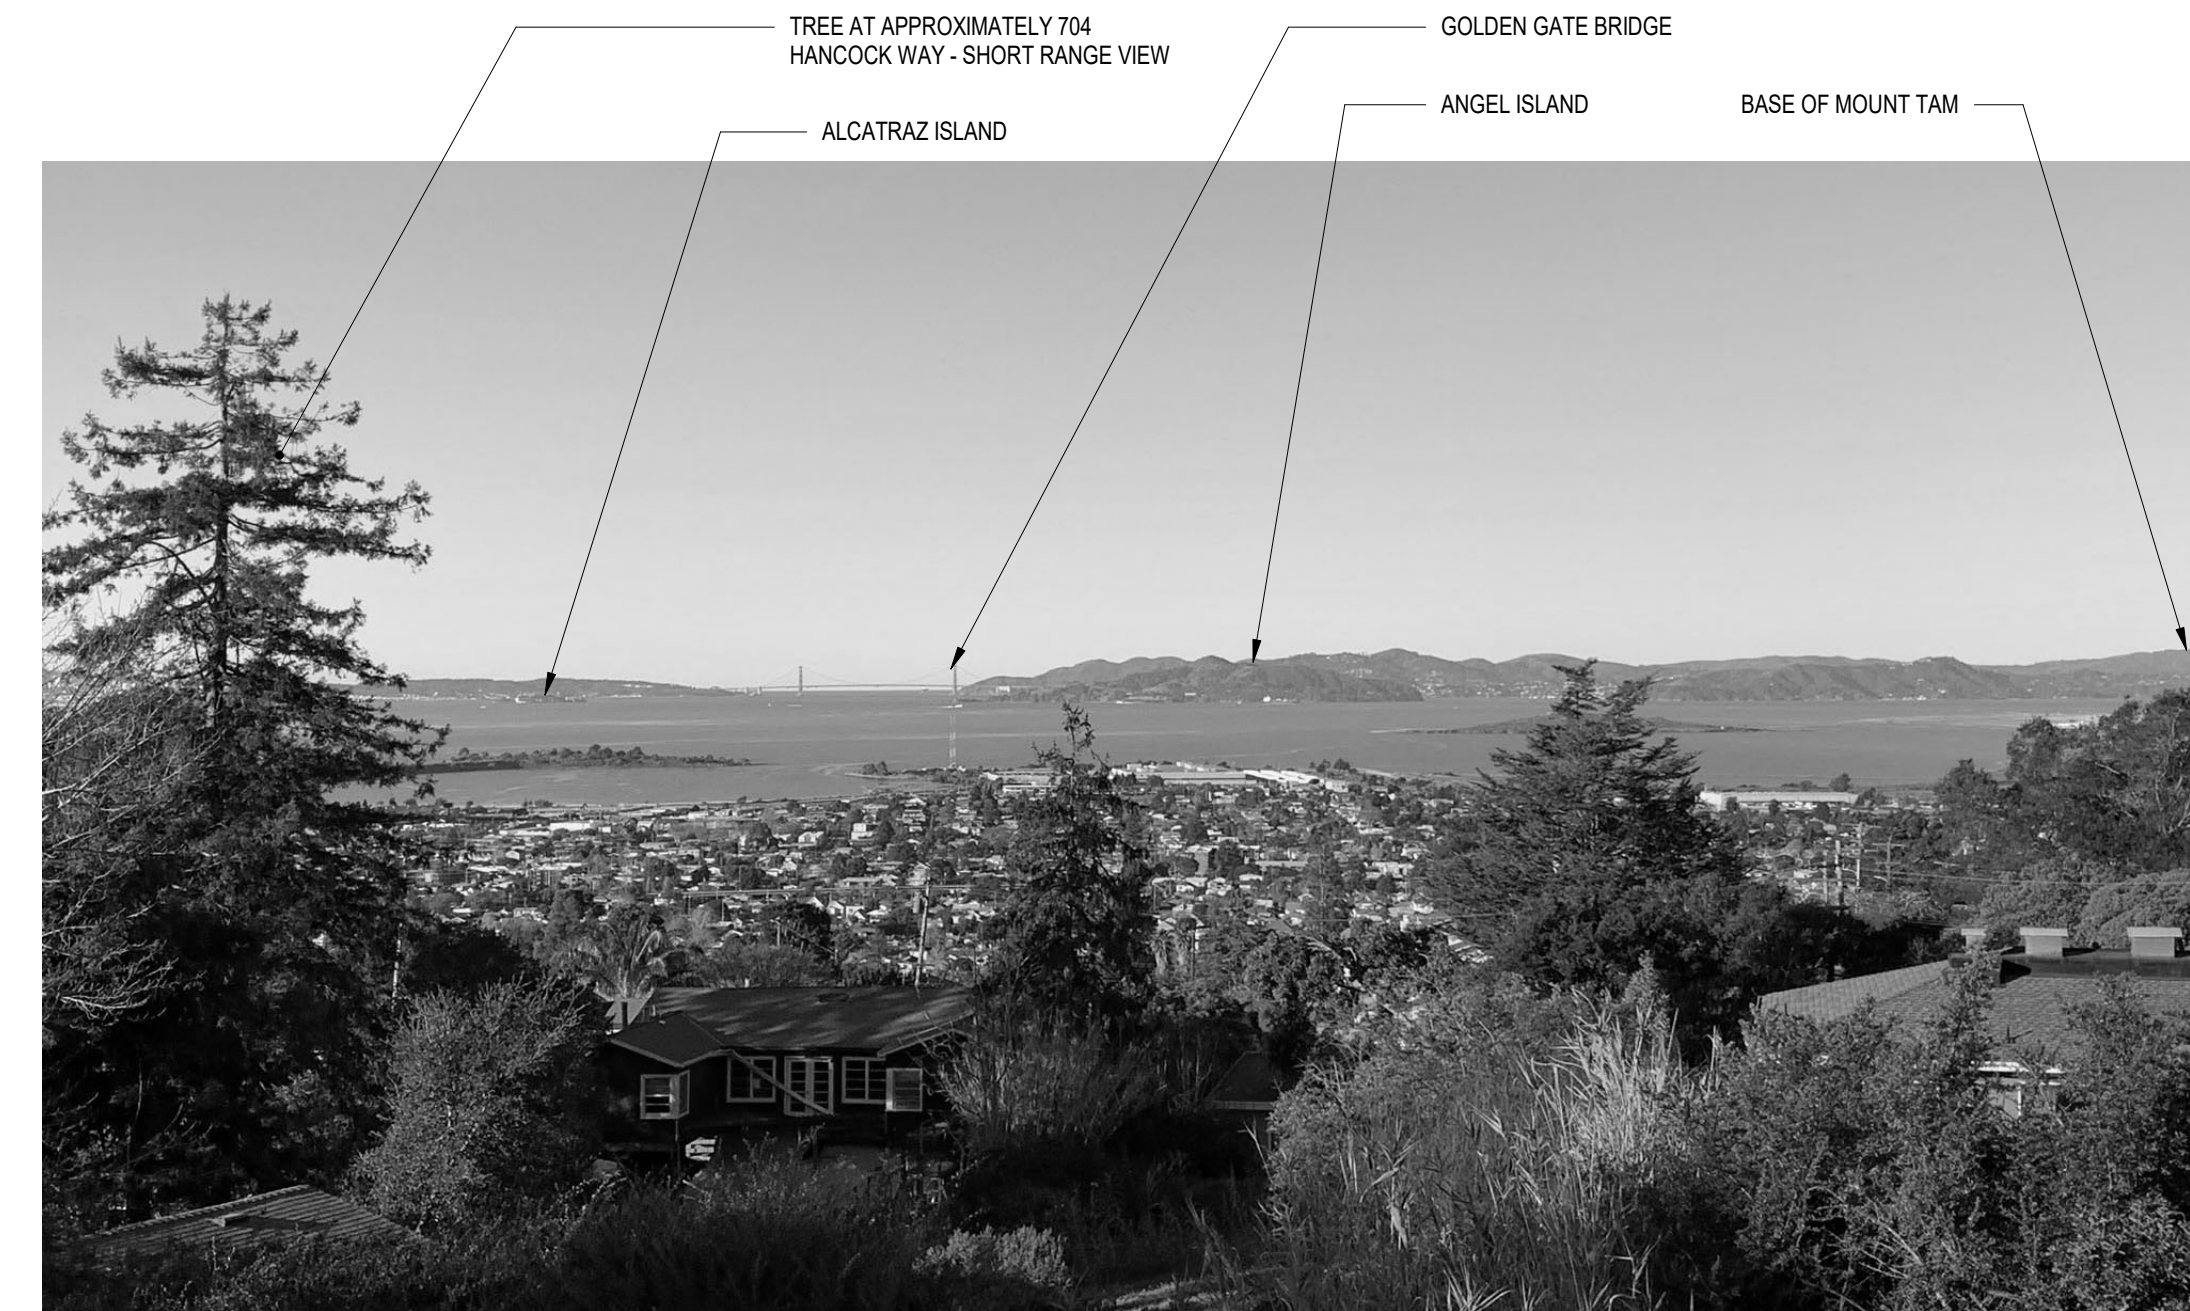 TREE AT APPROXIMATELY 704
HANCOCK WAY - SHORT RANGE VIEW
GOLDEN GATE BRIDGE
ANGEL ISLAND
BASE OF MOUNT TAM
ALCATRAZ ISLAND